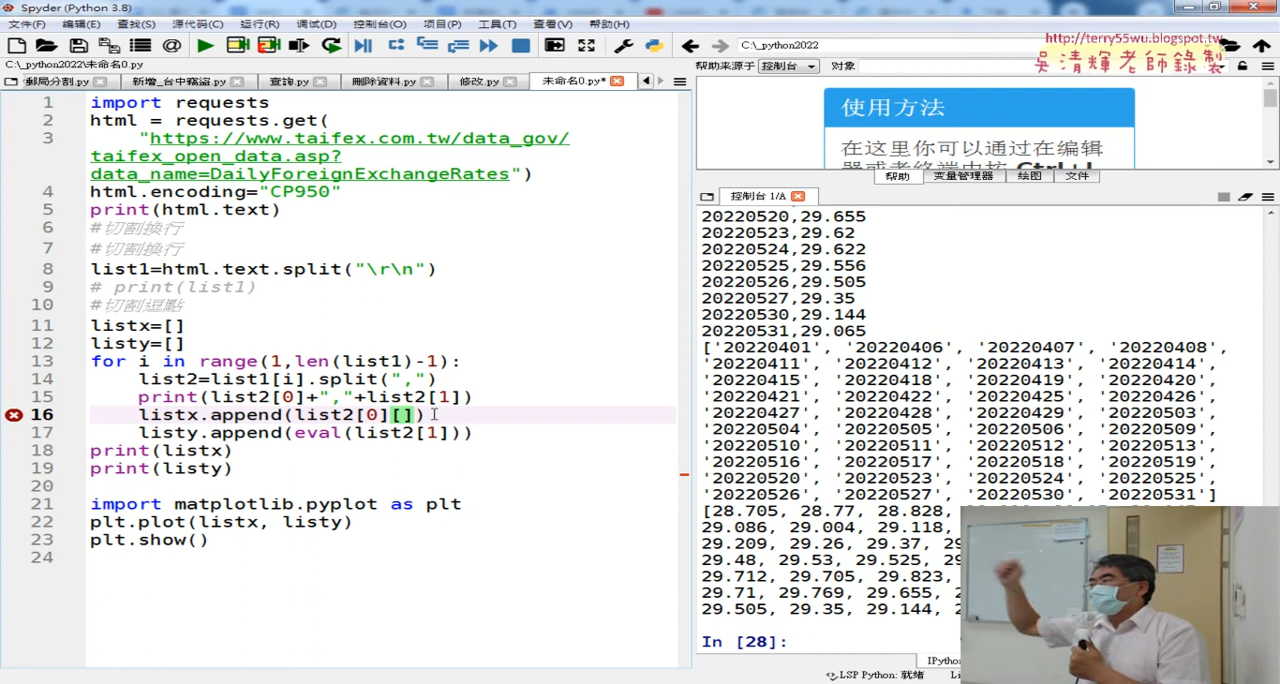 Spyder (Python 3.8)
文件(F) 编辑(E) 查找(S) 源代码(C) 运行(R) 调试(D) 控制台(O) 项目(P) 工具(T) 查看(V) 帮助(H)
C:\_python2022
http://terry55wu.blogspot.tw
吳清輝老師錄製
C:\_python2022\未命名0.py
帮助来源于 控制台 对象
郵局分割.py 新增_台中竊盜.py 查詢.py 刪除資料.py 修改.py 未命名0.py*
1 import requests
2 html = requests.get(
3 "https://www.taifex.com.tw/data_gov/
taifex_open_data.asp?
data_name=DailyForeignExchangeRates")
4 html.encoding="CP950"
5 print(html.text)
6 #切割換行
7 #切割換行
8 list1=html.text.split("\r\n")
9 # print(list1)
10 #切割逗點
11 listx=[]
12 listy=[]
13 for i in range(1,len(list1)-1):
14 list2=list1[i].split(",")
15 print(list2[0]+","+list2[1])
16 listx.append(list2[0][])
17 listy.append(eval(list2[1]))
18 print(listx)
19 print(listy)
20
21 import matplotlib.pyplot as plt
22 plt.plot(listx, listy)
23 plt.show()
24
使用方法
在这里你可以通过在编辑
器或者终端中按 Ctrl+I
帮助 变量管理器 绘图 文件
控制台 1/A
20220520,29.655
20220523,29.62
20220524,29.622
20220525,29.556
20220526,29.505
20220527,29.35
20220530,29.144
20220531,29.065
['20220401', '20220406', '20220407', '20220408',
'20220411', '20220412', '20220413', '20220414',
'20220415', '20220418', '20220419', '20220420',
'20220421', '20220422', '20220425', '20220426',
'20220427', '20220428', '20220429', '20220503',
'20220504', '20220505', '20220506', '20220509',
'20220510', '20220511', '20220512', '20220513',
'20220516', '20220517', '20220518', '20220519',
'20220520', '20220523', '20220524', '20220525',
'20220526', '20220527', '20220530', '20220531']
[28.705, 28.77, 28.828,
29.086, 29.004, 29.118,
29.209, 29.26, 29.37,
29.48, 29.53, 29.525,
29.712, 29.705, 29.823,
29.71, 29.769, 29.655,
29.505, 29.35, 29.144,
In [28]:
LSP Python: 就绪